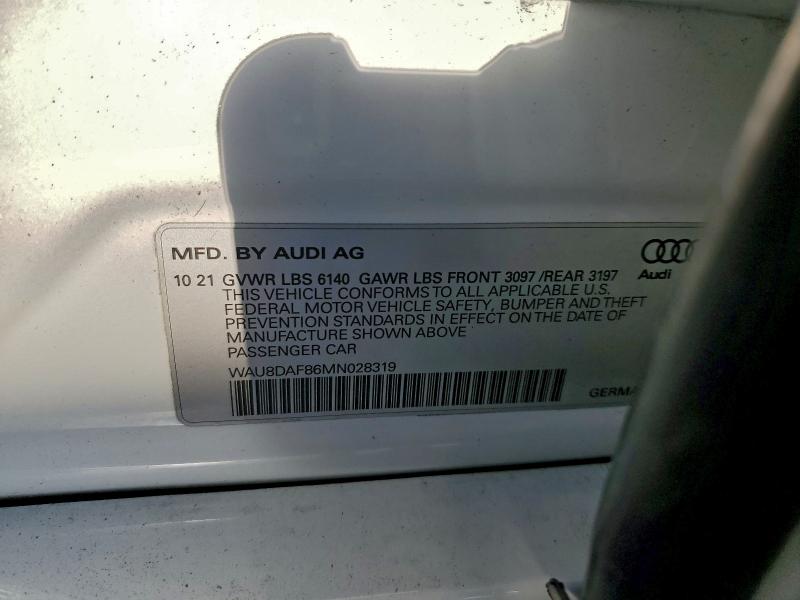 MFD. BY AUDI AG
Audi
10 21 GVWR LBS 6140 GAWR LBS FRONT 3097 /REAR 3197
THIS VEHICLE CONFORMS TO ALL APPLICABLE U.S.
FEDERAL MOTOR VEHICLE SAFETY, BUMPER AND THEFT
PREVENTION STANDARDS IN EFFECT ON THE DATE OF
MANUFACTURE SHOWN ABOVE
PASSENGER CAR
WAU8DAF86MN028319